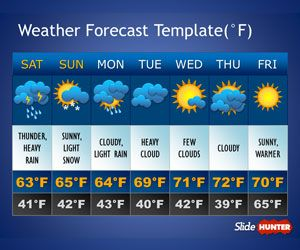 Weather Forecast Template(°F)
SAT SUN MON TUE WED THU FRI
THUNDER, HEAVY RAIN
SUNNY, LIGHT SNOW
CLOUDY, LIGHT RAIN
HEAVY CLOUD
FEW CLOUDS
CLOUDY
SUNNY, WARMER
63°F 65°F 64°F 69°F 71°F 72°F 70°F
41°F 42°F 43°F 40°F 42°F 39°F 65°F
Slide HUNTER